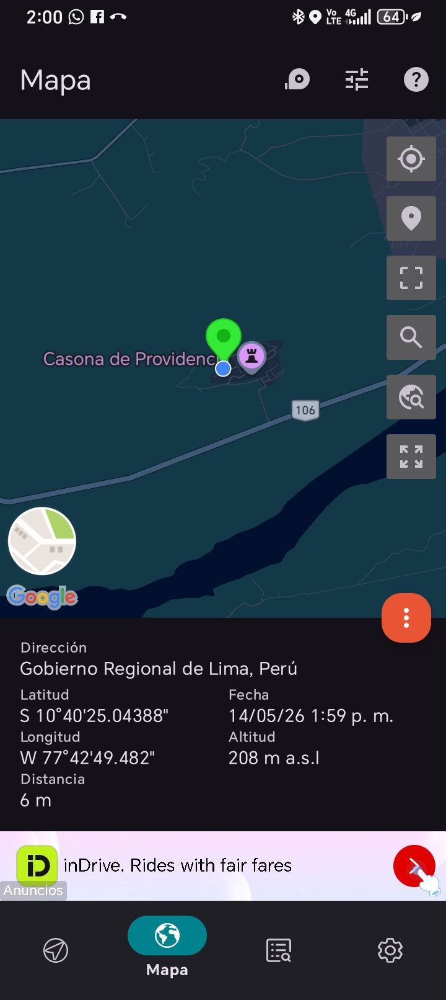 2:00
Vo
LTE
4G
64
Mapa
Casona de Providenci
106
Google
Dirección
Gobierno Regional de Lima, Perú
Latitud
Fecha
S 10°40'25.04388"
14/05/26 1:59 p. m.
Longitud
Altitud
W 77°42'49.482"
208 m a.s.l
Distancia
6 m
iD
inDrive. Rides with fair fares
Anuncios
Mapa